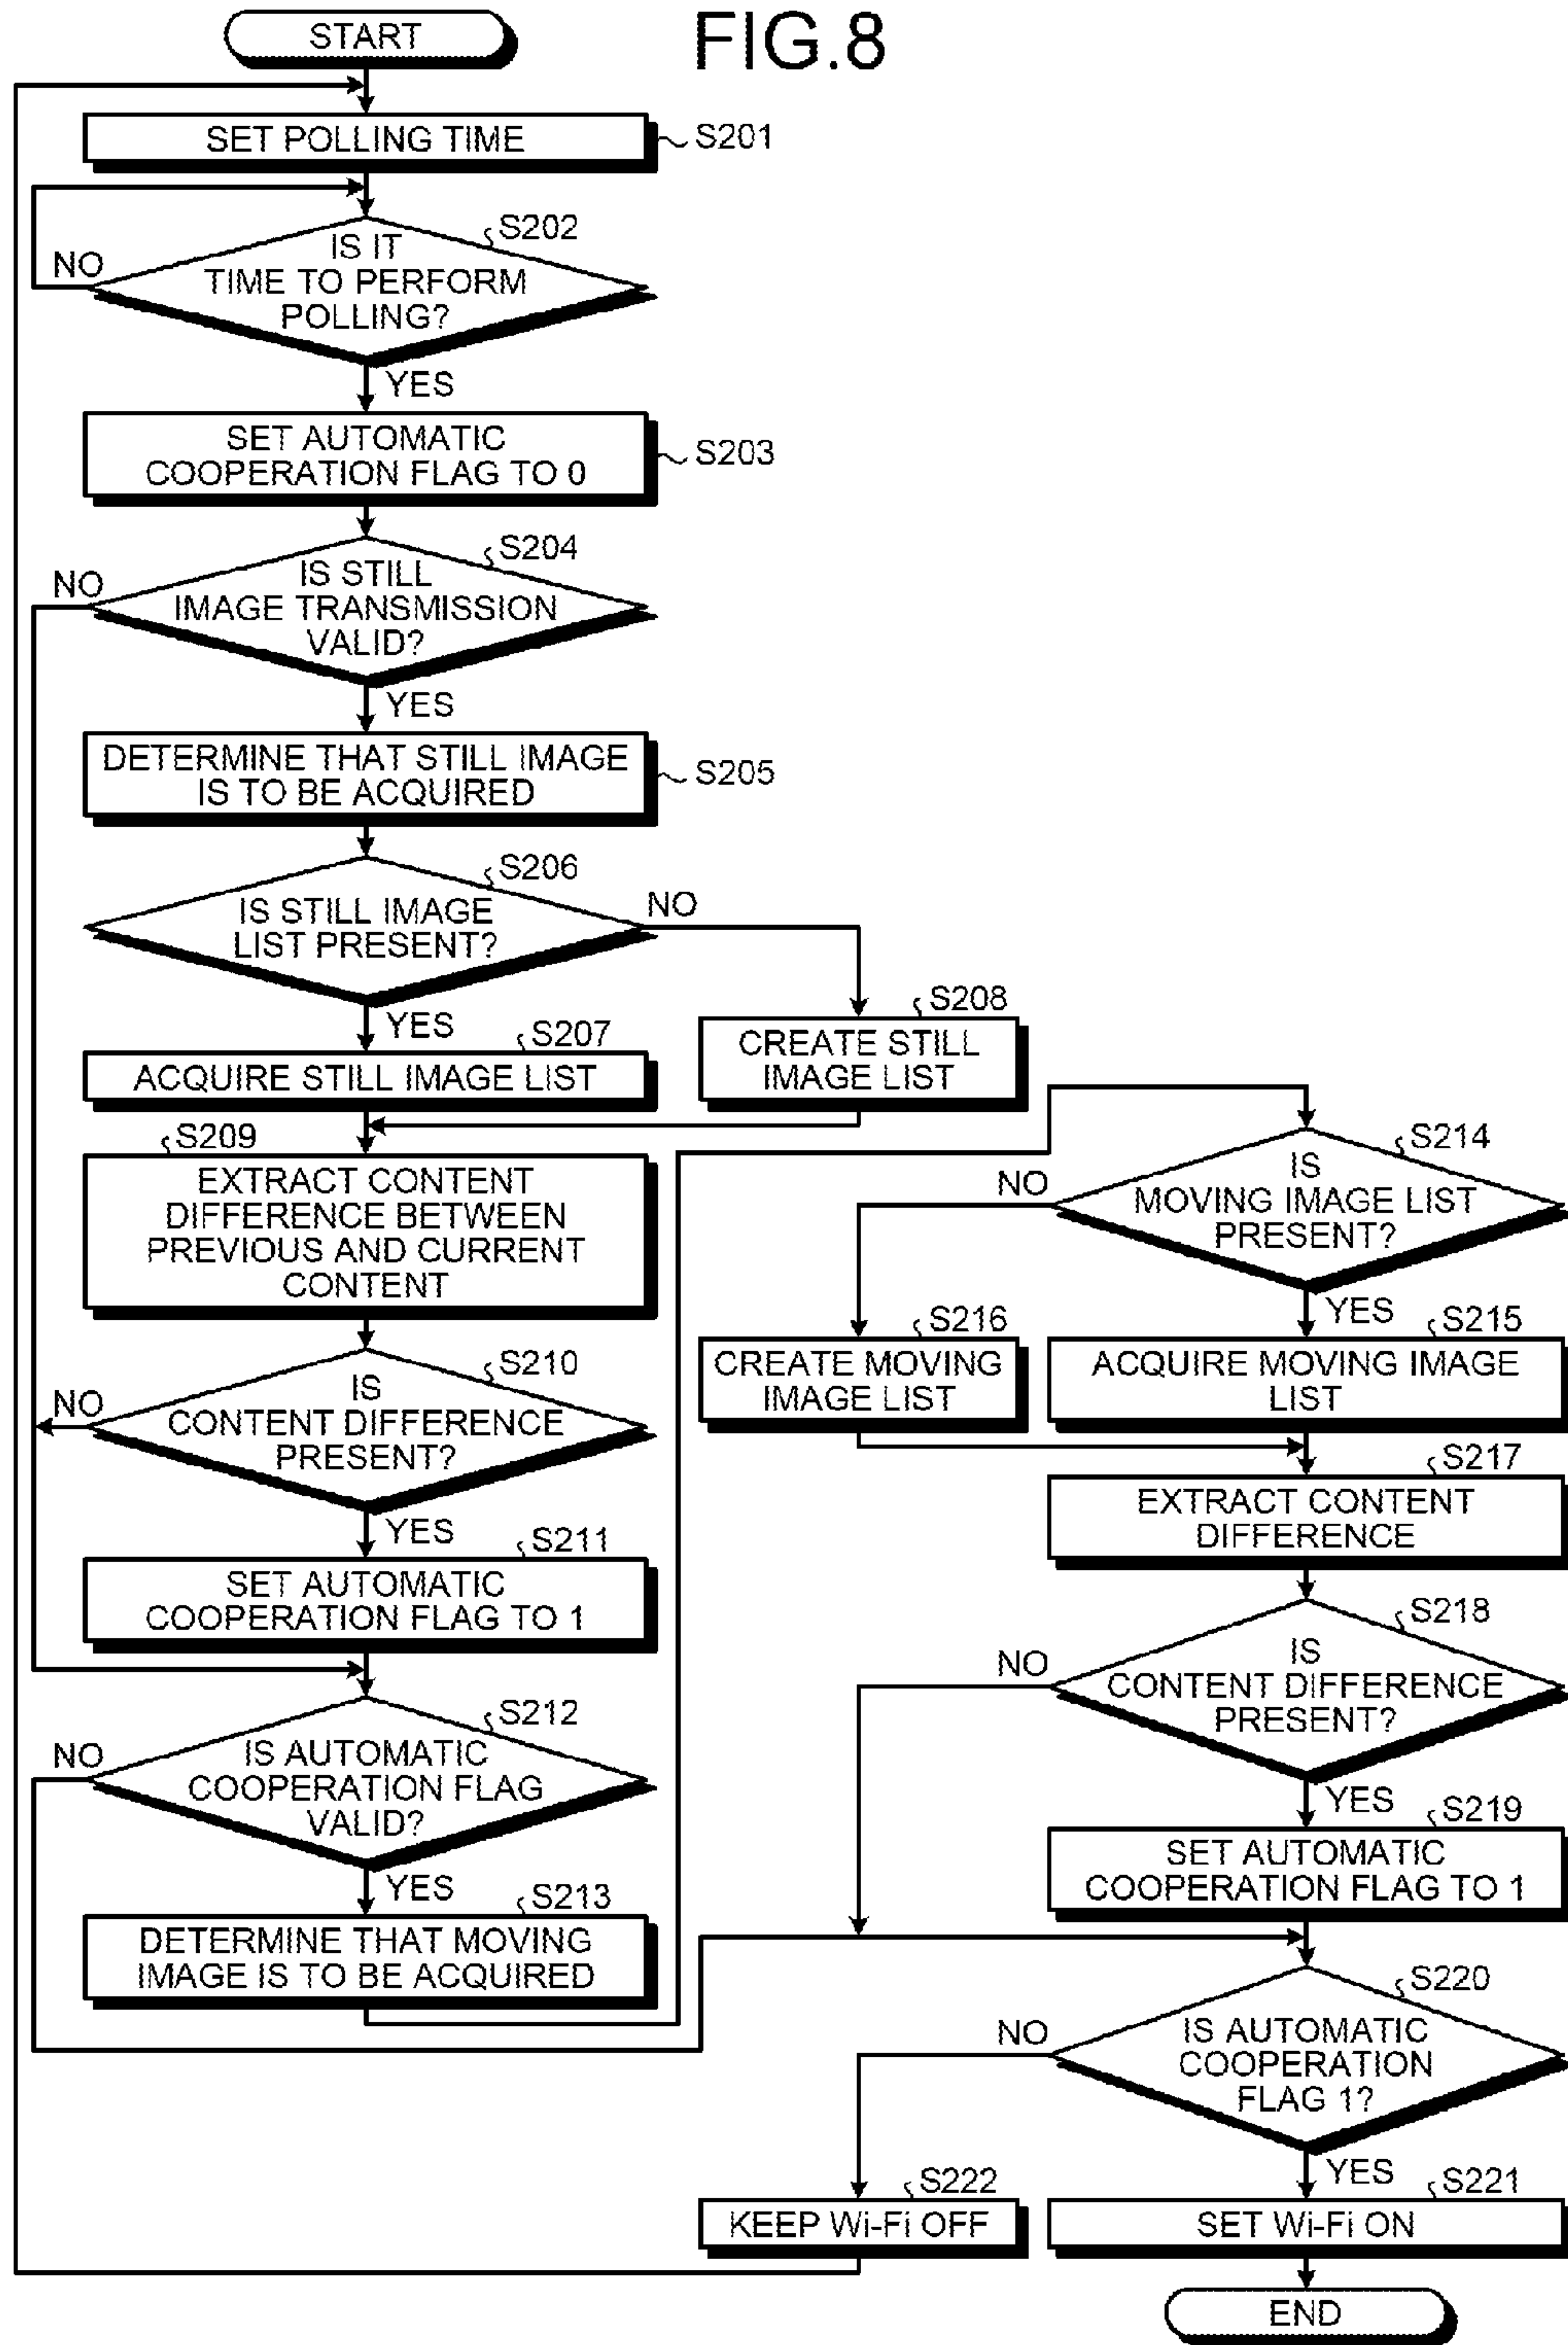 FIG.8
START
SET POLLING TIME
S201
S202
IS IT
TIME TO PERFORM
POLLING?
NO
YES
SET AUTOMATIC
COOPERATION FLAG TO 0
S203
S204
IS STILL
IMAGE TRANSMISSION
VALID?
NO
YES
DETERMINE THAT STILL IMAGE
IS TO BE ACQUIRED
S205
S206
IS STILL IMAGE
LIST PRESENT?
NO
YES
S207
ACQUIRE STILL IMAGE LIST
S208
CREATE STILL
IMAGE LIST
S209
EXTRACT CONTENT
DIFFERENCE BETWEEN
PREVIOUS AND CURRENT
CONTENT
S210
IS
CONTENT DIFFERENCE
PRESENT?
NO
YES
S211
SET AUTOMATIC
COOPERATION FLAG TO 1
S212
IS AUTOMATIC
COOPERATION FLAG
VALID?
NO
YES
S213
DETERMINE THAT MOVING
IMAGE IS TO BE ACQUIRED
S214
IS
MOVING IMAGE LIST
PRESENT?
NO
YES
S215
ACQUIRE MOVING IMAGE
LIST
S216
CREATE MOVING
IMAGE LIST
S217
EXTRACT CONTENT
DIFFERENCE
S218
IS
CONTENT DIFFERENCE
PRESENT?
NO
YES
S219
SET AUTOMATIC
COOPERATION FLAG TO 1
S220
IS AUTOMATIC
COOPERATION
FLAG 1?
NO
YES
S222
KEEP Wi-Fi OFF
S221
SET Wi-Fi ON
END